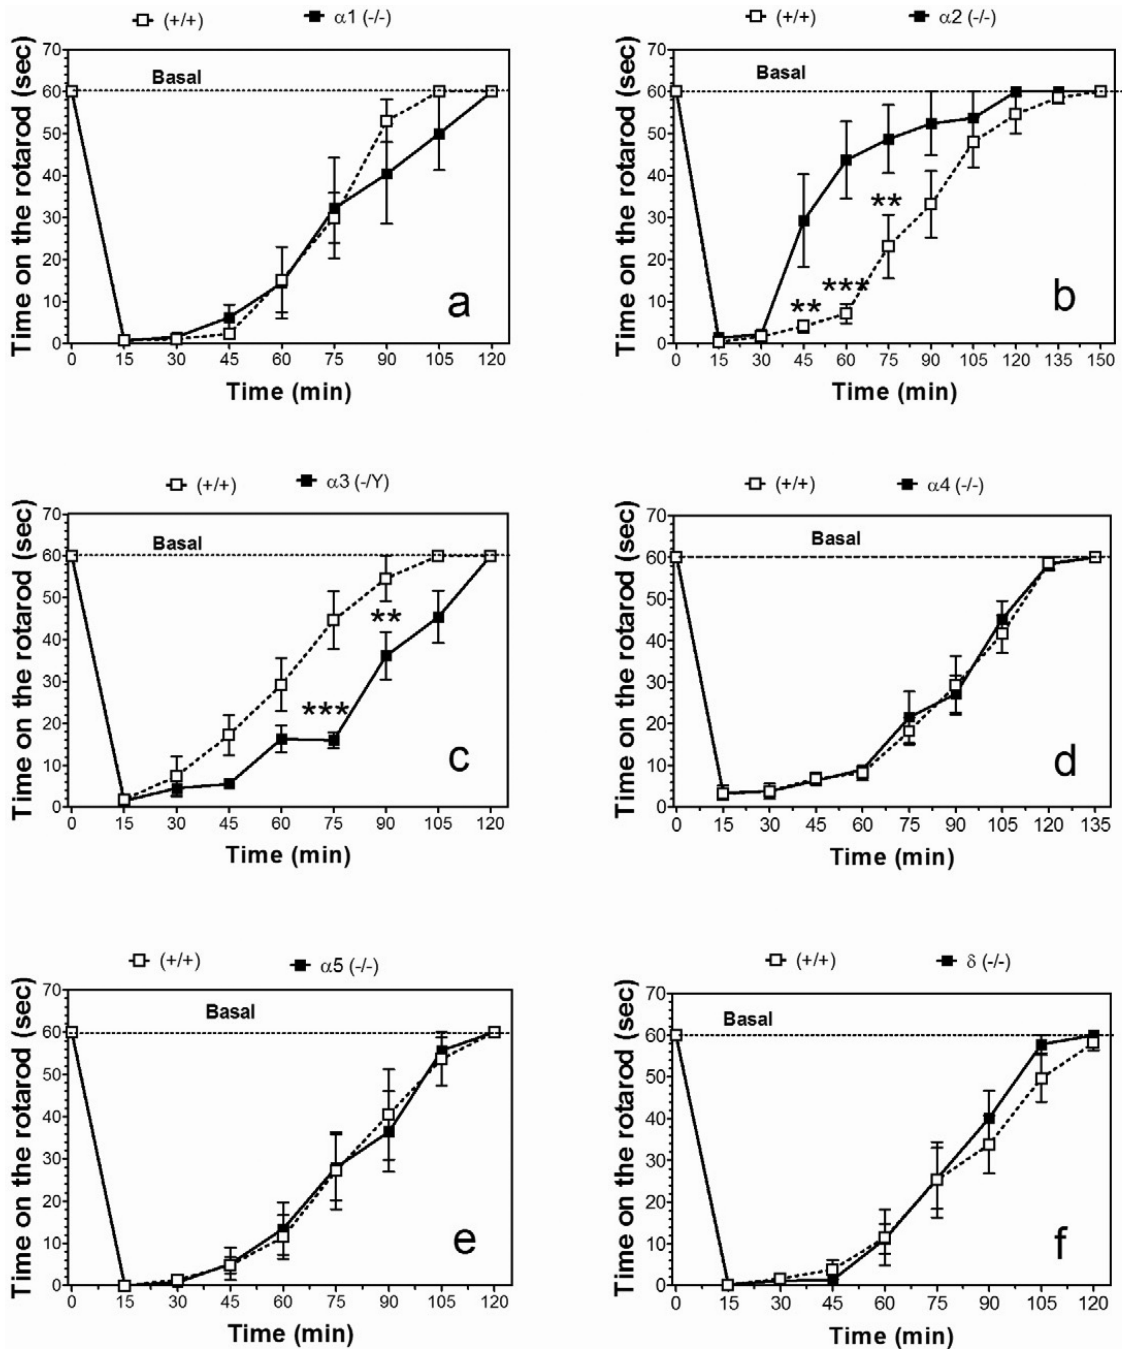 (+/+) α1 (-/-)
Time on the rotarod (sec)
70
60
50
40
30
20
10
0
Basal
**a**
0 15 30 45 60 75 90 105 120
Time (min)
(+/+) α2 (-/-)
Time on the rotarod (sec)
70
60
50
40
30
20
10
0
Basal
**
***
**
b
0 15 30 45 60 75 90 105 120 135 150
Time (min)
(+/+) α3 (-/Y)
Time on the rotarod (sec)
70
60
50
40
30
20
10
0
Basal
**
***
c
0 15 30 45 60 75 90 105 120
Time (min)
(+/+) α4 (-/-)
Time on the rotarod (sec)
70
60
50
40
30
20
10
0
Basal
d
0 15 30 45 60 75 90 105 120 135
Time (min)
(+/+) α5 (-/-)
Time on the rotarod (sec)
70
60
50
40
30
20
10
0
Basal
e
0 15 30 45 60 75 90 105 120
Time (min)
(+/+) δ (-/-)
Time on the rotarod (sec)
70
60
50
40
30
20
10
0
Basal
f
0 15 30 45 60 75 90 105 120
Time (min)